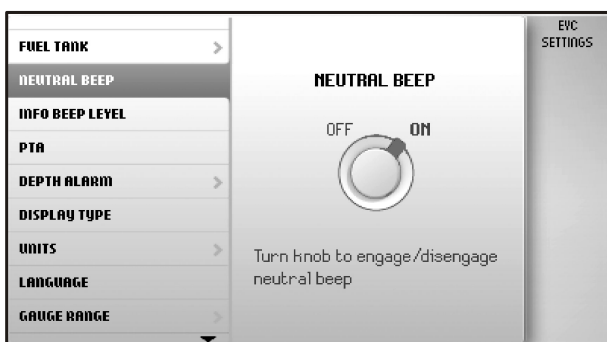 EVC
SETTINGS
FUEL TANK
NEUTRAL BEEP
INFO BEEP LEVEL
PTA
DEPTH ALARM
DISPLAY TYPE
UNITS
LANGUAGE
GAUGE RANGE
NEUTRAL BEEP
OFF ON
Turn knob to engage/disengage
neutral beep